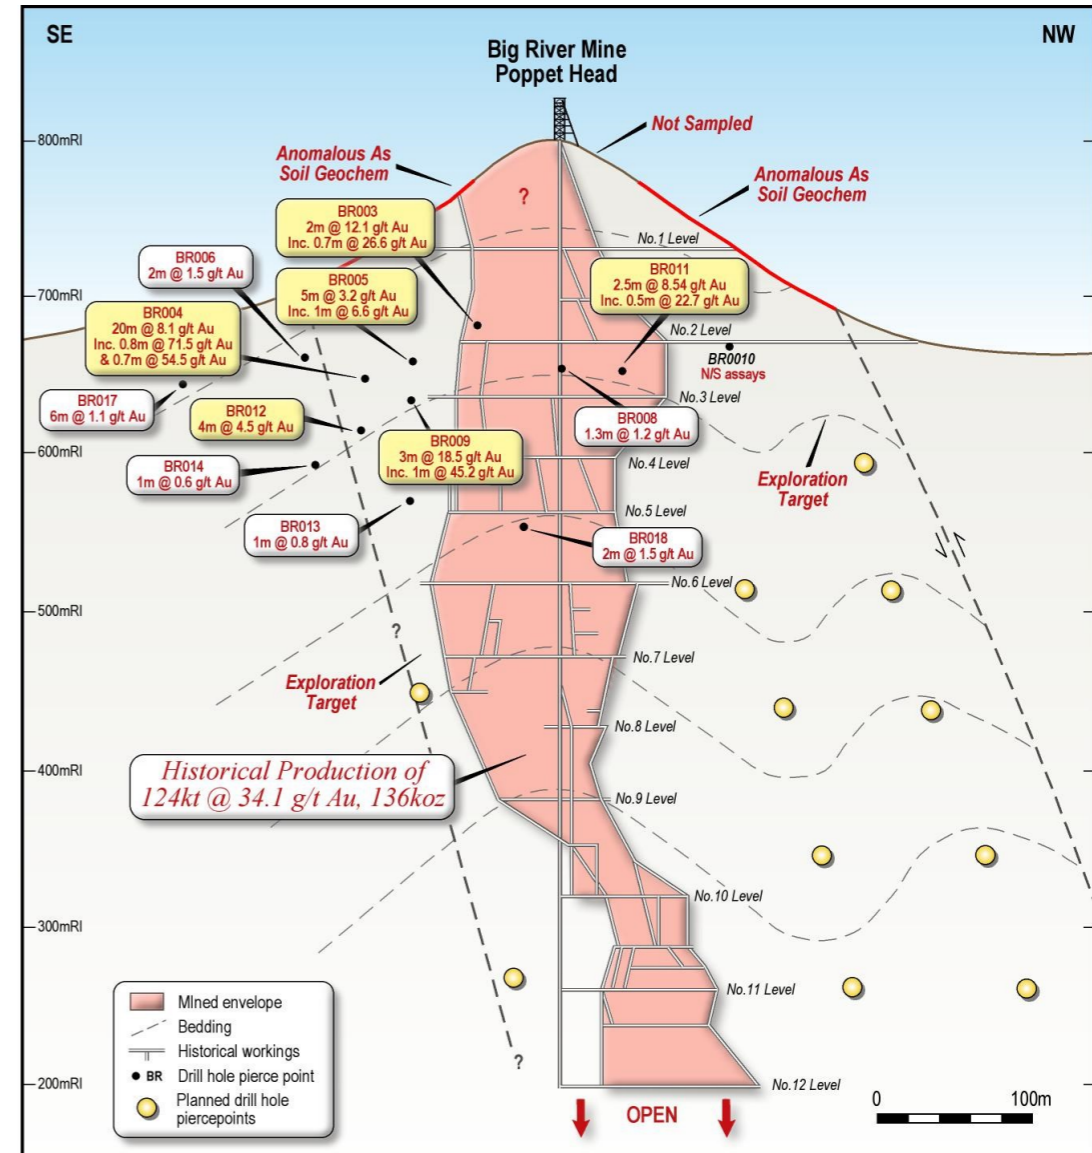 SE
NW
Big River Mine
Poppet Head
800mRl
Not Sampled
Anomalous As
Soil Geochem
Anomalous As
Soil Geochem
?
BR003
2m @ 12.1 g/t Au
Inc. 0.7m @ 26.6 g/t Au
No.1 Level
BR006
2m @ 1.5 g/t Au
BR005
5m @ 3.2 g/t Au
Inc. 1m @ 6.6 g/t Au
BR011
2.5m @ 8.54 g/t Au
Inc. 0.5m @ 22.7 g/t Au
700mRl
BR004
20m @ 8.1 g/t Au
Inc. 0.8m @ 71.5 g/t Au
& 0.7m @ 54.5 g/t Au
No.2 Level
BR0010
N/S assays
BR017
6m @ 1.1 g/t Au
No.3 Level
BR012
4m @ 4.5 g/t Au
BR008
1.3m @ 1.2 g/t Au
600mRl
BR009
3m @ 18.5 g/t Au
Inc. 1m @ 45.2 g/t Au
BR014
1m @ 0.6 g/t Au
No.4 Level
Exploration
Target
No.5 Level
BR013
1m @ 0.8 g/t Au
BR018
2m @ 1.5 g/t Au
No.6 Level
500mRl
?
No.7 Level
Exploration
Target
No.8 Level
Historical Production of
124kt @ 34.1 g/t Au, 136koz
400mRl
No.9 Level
No.10 Level
300mRl
No.11 Level
MIned envelope
Bedding
Historical workings
BR Drill hole pierce point
Planned drill hole
piercepoints
?
200mRl
No.12 Level
OPEN
0 100m